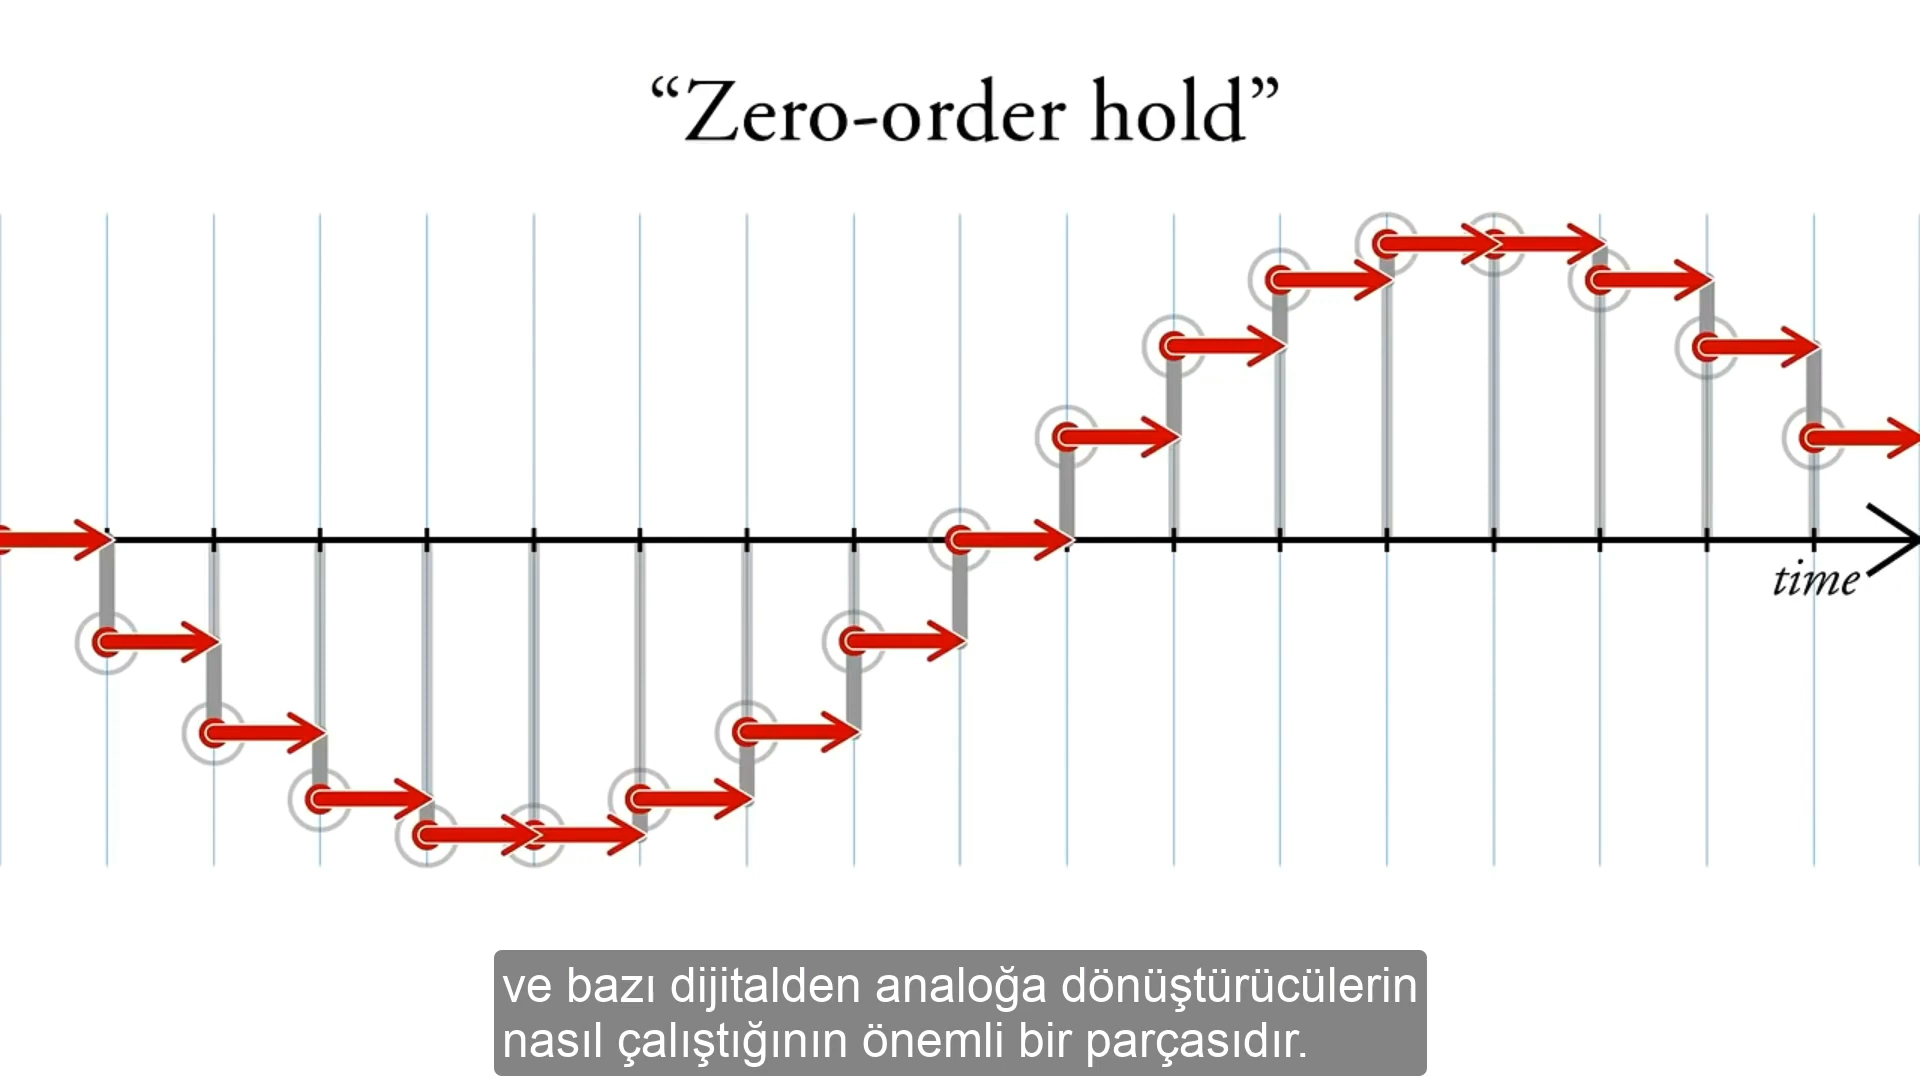 “Zero-order hold”
time
ve bazı dijitalden analoğa dönüştürücülerin
nasıl çalıştığının önemli bir parçasıdır.